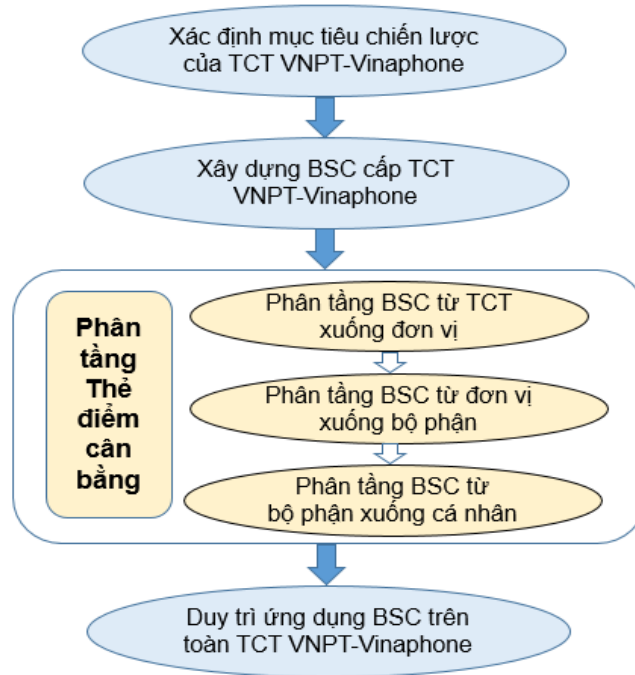 Xác định mục tiêu chiến lược
của TCT VNPT-Vinaphone
Xây dựng BSC cấp TCT
VNPT-Vinaphone
Phân
tầng
Thẻ
điểm
cân
bằng
Phân tầng BSC từ TCT
xuống đơn vị
Phân tầng BSC từ đơn vị
xuống bộ phận
Phân tầng BSC từ
bộ phận xuống cá nhân
Duy trì ứng dụng BSC trên
toàn TCT VNPT-Vinaphone